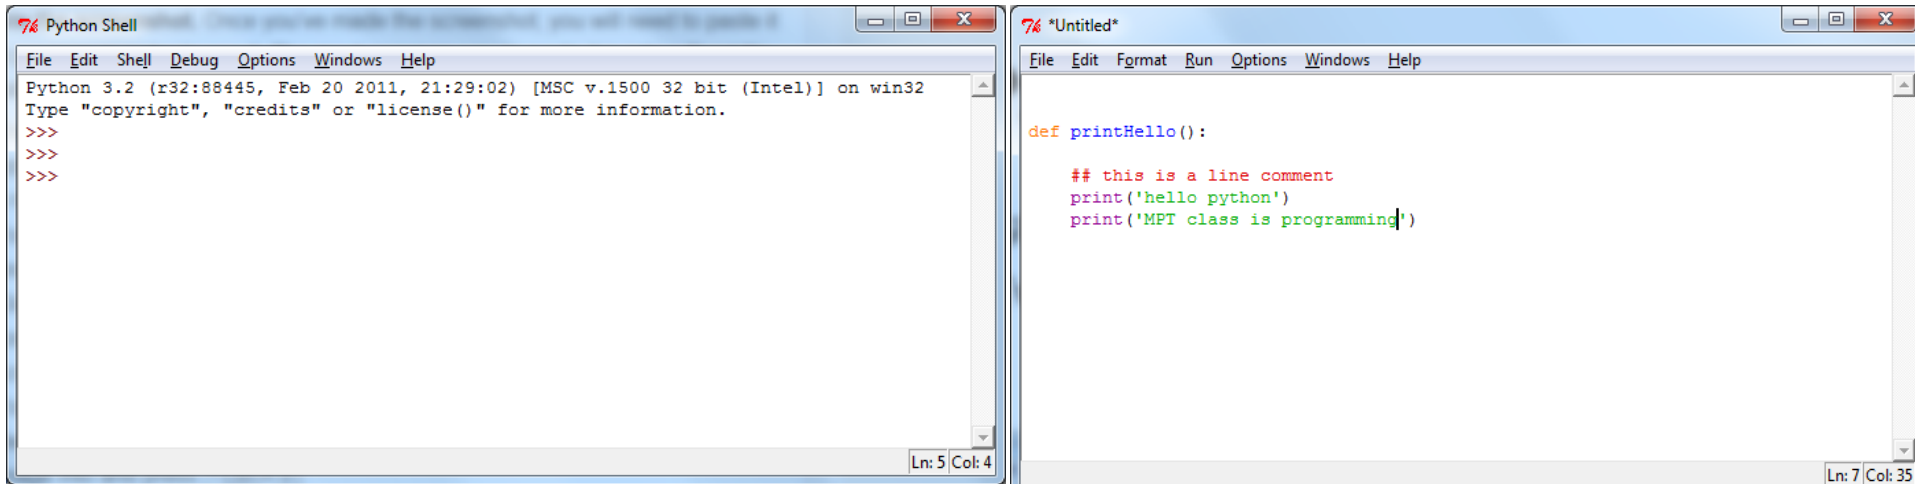 Python Shell
File Edit Shell Debug Options Windows Help
Python 3.2 (r32:88445, Feb 20 2011, 21:29:02) [MSC v.1500 32 bit (Intel)] on win32
Type "copyright", "credits" or "license()" for more information.
>>>
>>>
>>>
Ln: 5 Col: 4
*Untitled*
File Edit Format Run Options Windows Help
def printHello():
## this is a line comment
print('hello python')
print('MPT class is programming')
Ln: 7 Col: 35